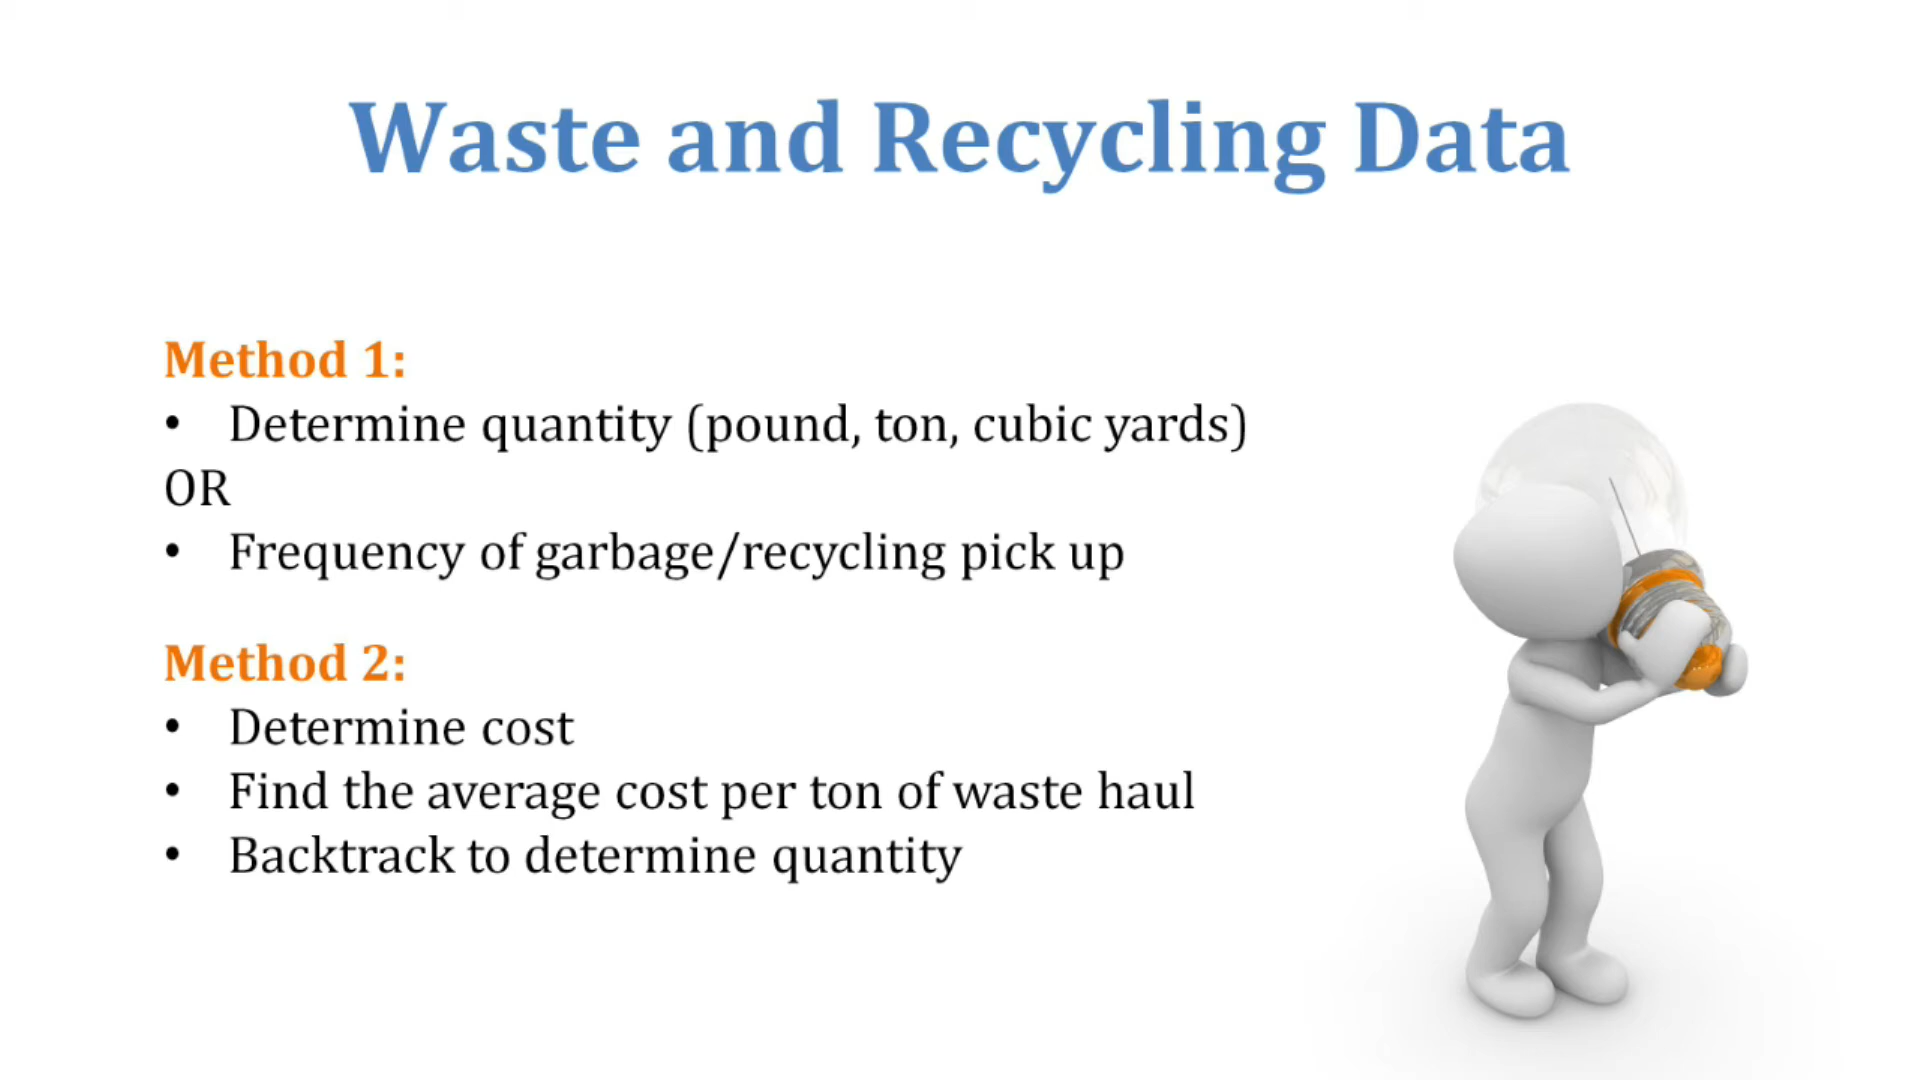 Waste and Recycling Data
Method 1:
• Determine quantity (pound, ton, cubic yards)
OR
• Frequency of garbage/recycling pick up
Method 2:
• Determine cost
• Find the average cost per ton of waste haul
• Backtrack to determine quantity